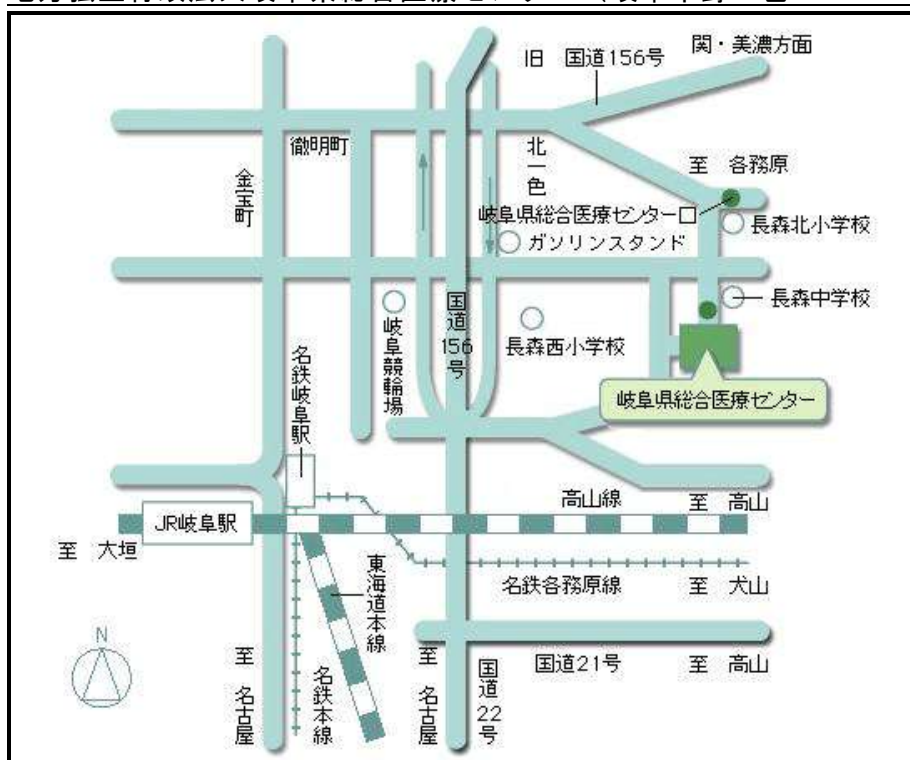 関・美濃方面
旧 国道156号
徹明町
北一色
至 各務原
金宝町
岐阜県総合医療センター口
長森北小学校
ガソリンスタンド
国道156号
長森中学校
岐阜競輪場
長森西小学校
名鉄岐阜駅
岐阜県総合医療センター
高山線
至 高山
JR岐阜駅
至 大垣
東海道本線
名鉄各務原線
至 犬山
N
至 名古屋
名鉄本線
至 名古屋
国道22号
国道21号
至 高山